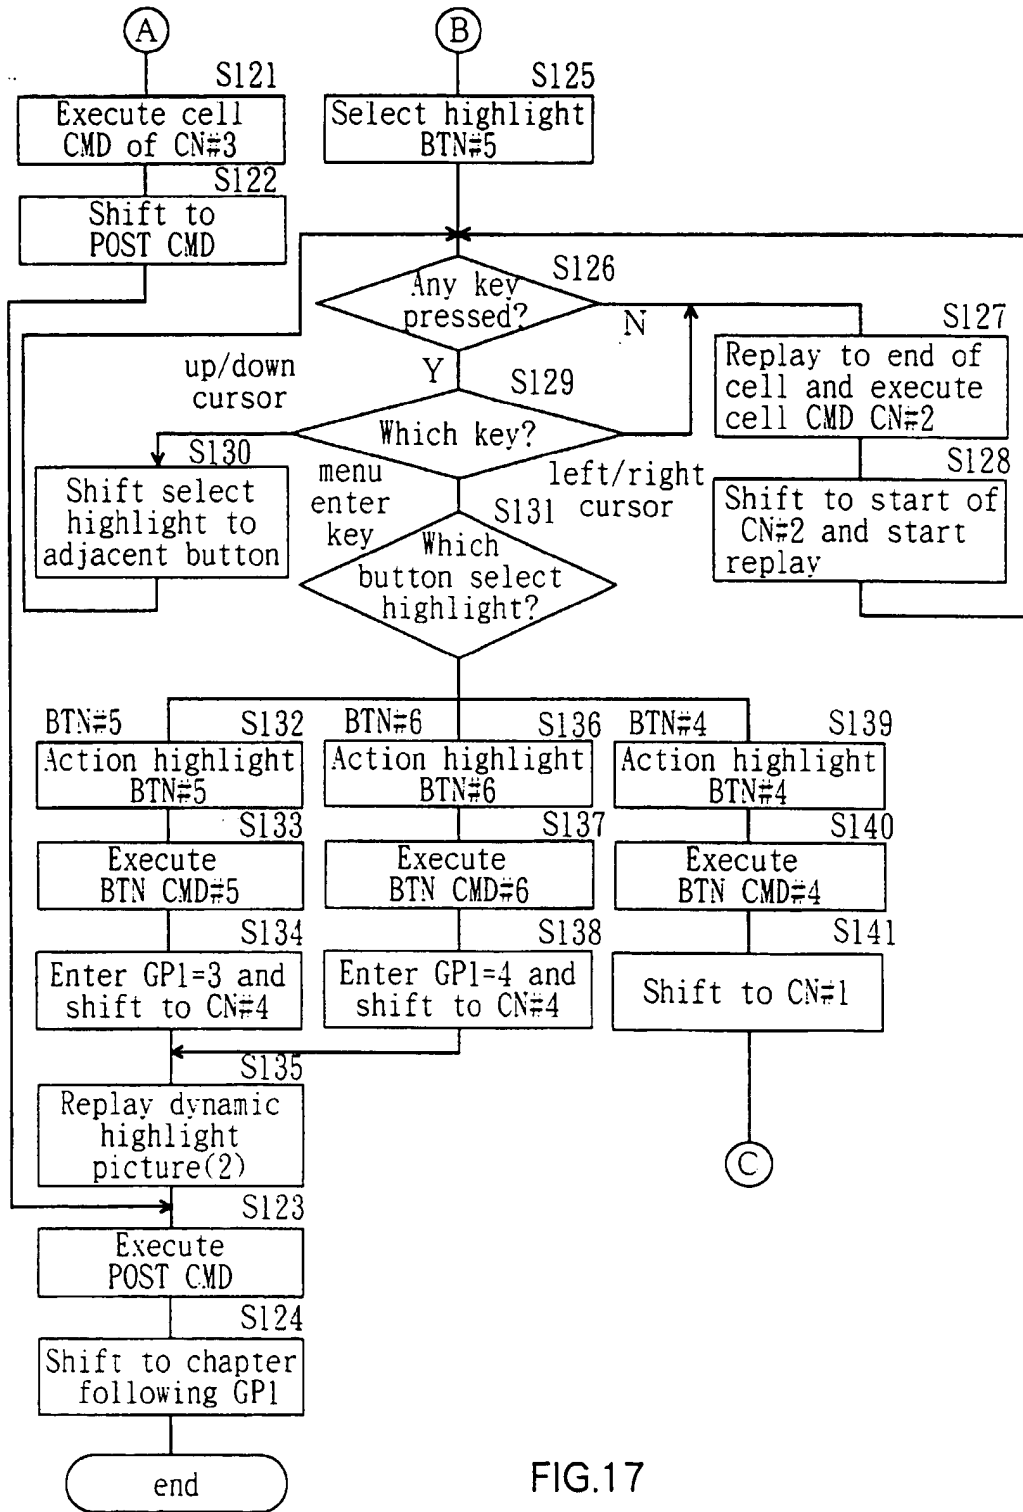 A
B
S121
Execute cell
CMD of CN#3
S122
Shift to
POST CMD
S125
Select highlight
BTN#5
S126
Any key
pressed?
N
Y
S127
Replay to end of
cell and execute
cell CMD CN#2
S128
Shift to start of
CN#2 and start
replay
up/down
cursor
S129
Which key?
left/right
cursor
menu
enter
key
S130
Shift select
highlight to
adjacent button
S131
Which
button select
highlight?
BTN#5
S132
Action highlight
BTN#5
S133
Execute
BTN CMD#5
S134
Enter GP1=3 and
shift to CN#4
BTN#6
S136
Action highlight
BTN#6
S137
Execute
BTN CMD#6
S138
Enter GP1=4 and
shift to CN#4
BTN#4
S139
Action highlight
BTN#4
S140
Execute
BTN CMD#4
S141
Shift to CN#1
C
S135
Replay dynamic
highlight
picture(2)
S123
Execute
POST CMD
S124
Shift to chapter
following GP1
end
FIG.17